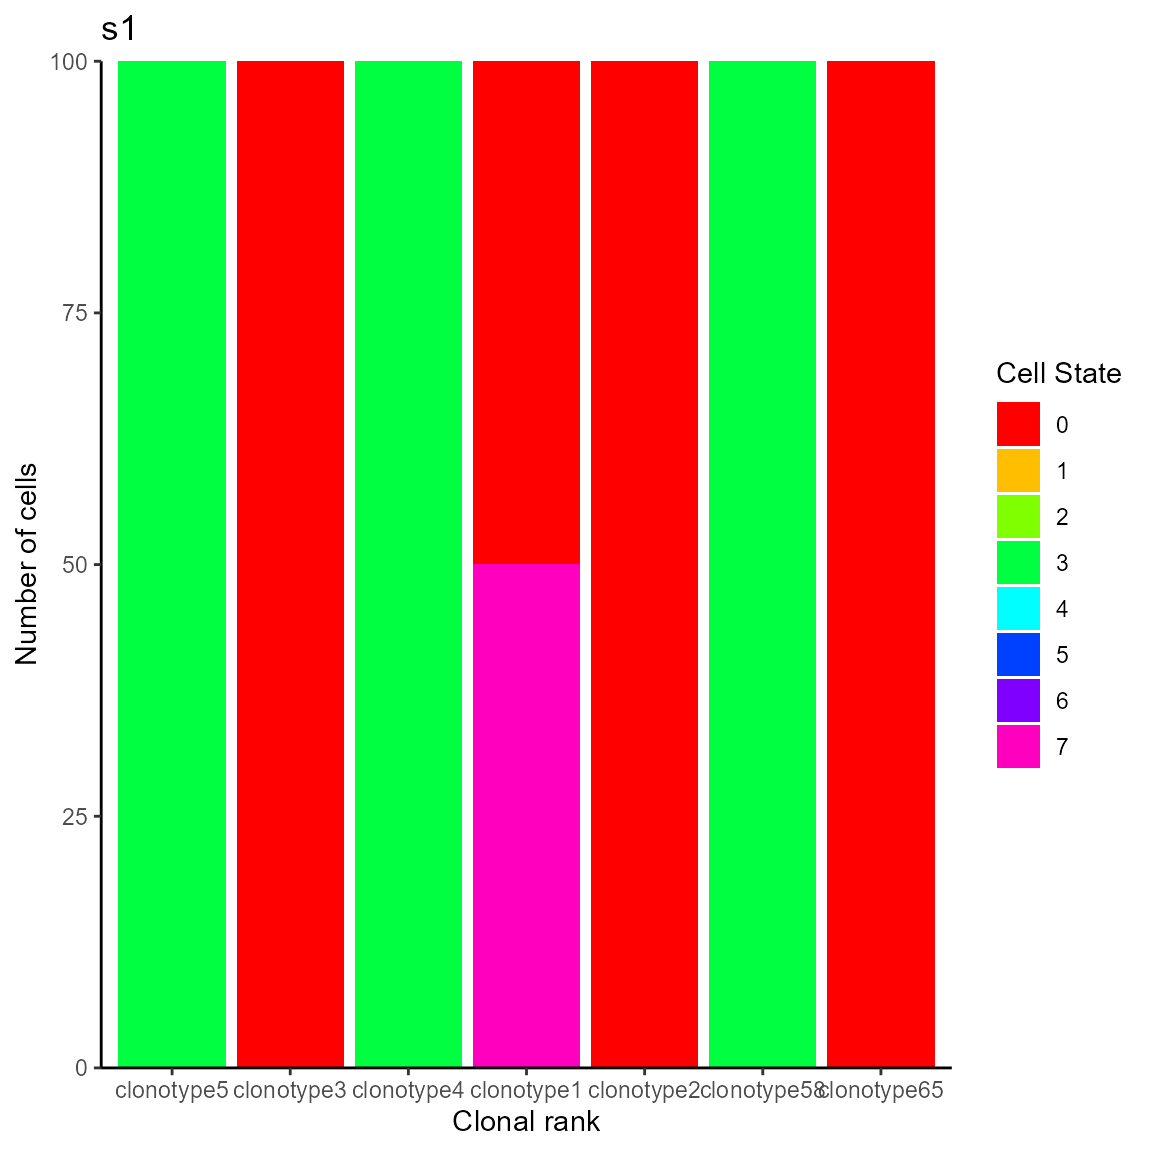 s1
100
75
50
25
0
Number of cells
clonotype5 clonotype3 clonotype4 clonotype1 clonotype2 clonotype58 clonotype65
Clonal rank
Cell State
0
1
2
3
4
5
6
7